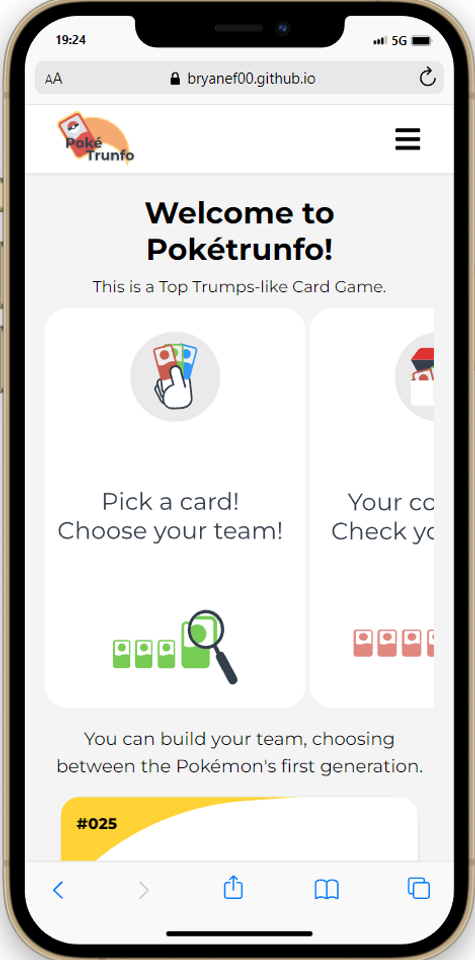 19:24
5G
AA
bryanef00.github.io
Poké
Trunfo
Welcome to
Pokétrunfo!
This is a Top Trumps-like Card Game.
Pick a card!
Choose your team!
Your co
Check yo
You can build your team, choosing
between the Pokémon's first generation.
#025